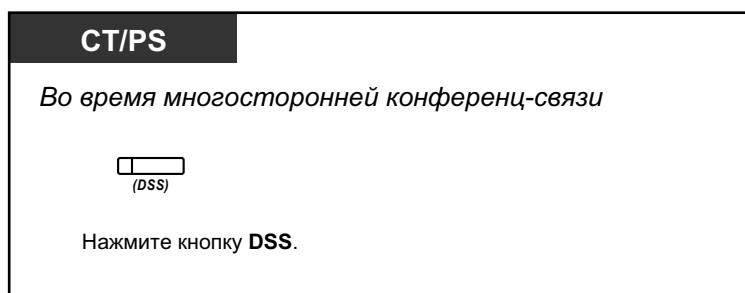 CT/PS
Во время многосторонней конференц-связи
(DSS)
Нажмите кнопку DSS.